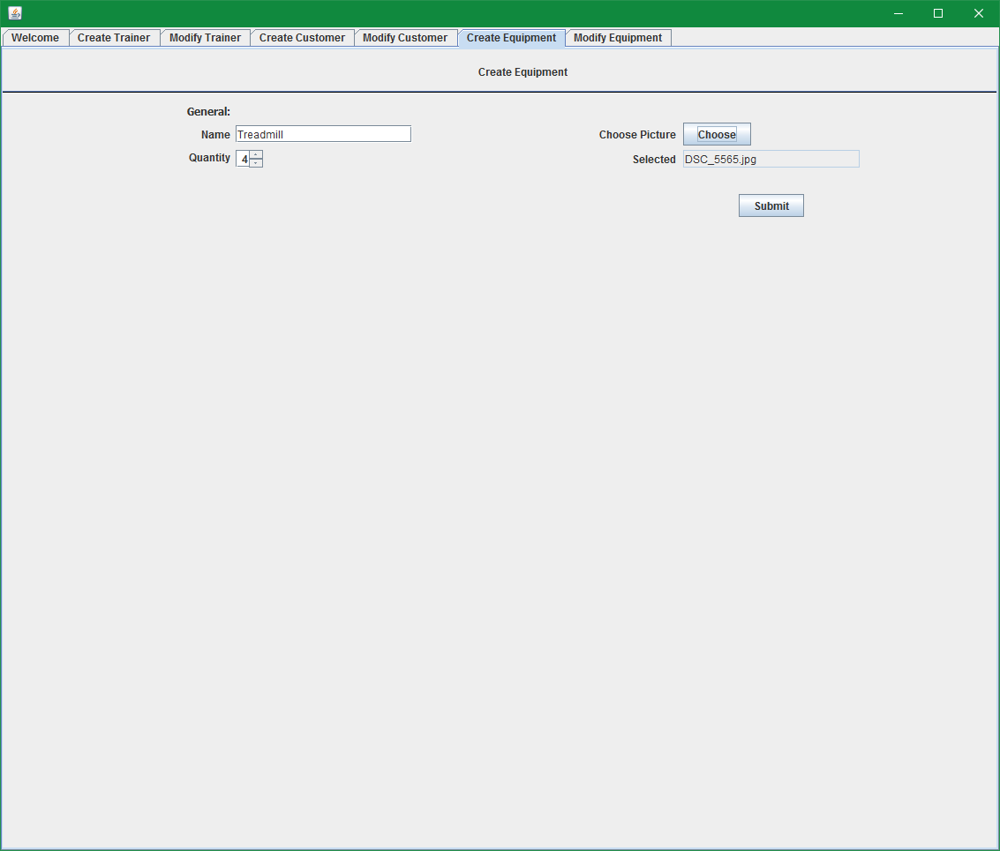 Welcome Create Trainer Modify Trainer Create Customer Modify Customer Create Equipment Modify Equipment
Create Equipment
General:
Name Treadmill Choose Picture Choose
Quantity 4 Selected DSC_5565.jpg
Submit